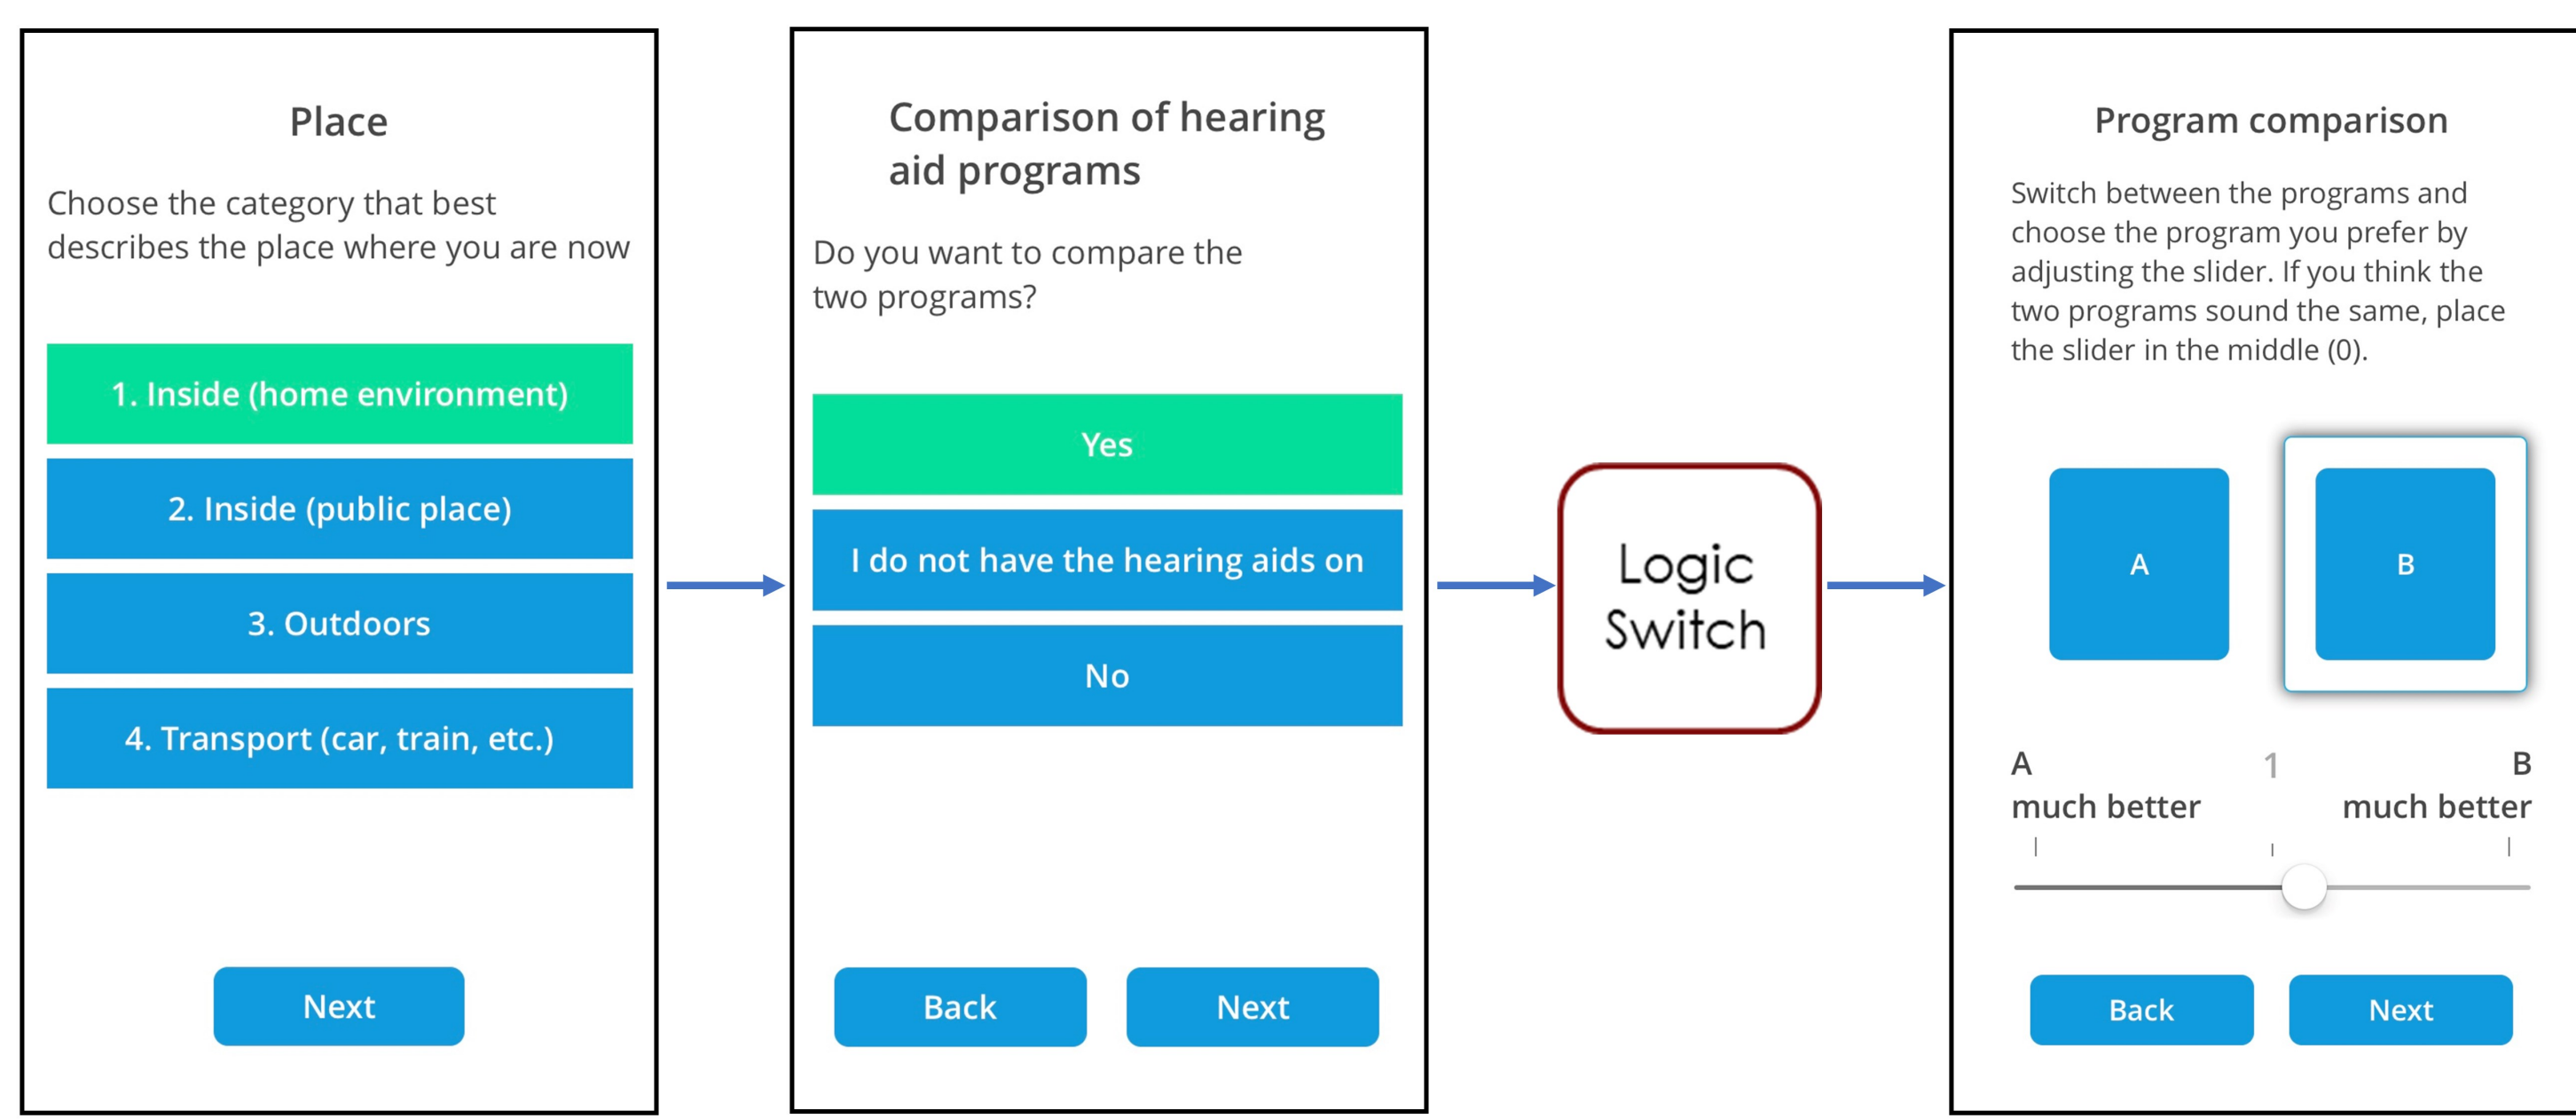 Place
Choose the category that best
describes the place where you are now
1. Inside (home environment)
2. Inside (public place)
3. Outdoors
4. Transport (car, train, etc.)
Next
Comparison of hearing
aid programs
Do you want to compare the
two programs?
Yes
I do not have the hearing aids on
No
Back Next
Logic
Switch
Program comparison
Switch between the programs and
choose the program you prefer by
adjusting the slider. If you think the
two programs sound the same, place
the slider in the middle (0).
A B
A 1 B
much better much better
Back Next